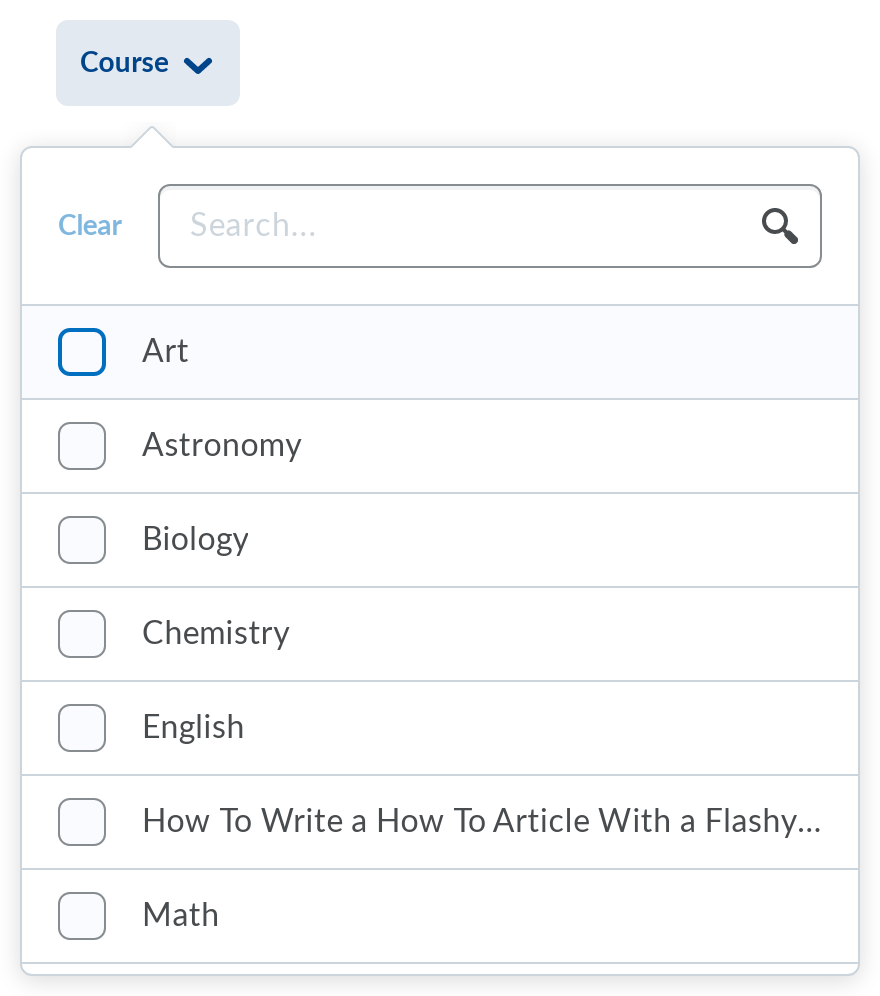 Course
Clear
Search...
Art
Astronomy
Biology
Chemistry
English
How To Write a How To Article With a Flashy...
Math